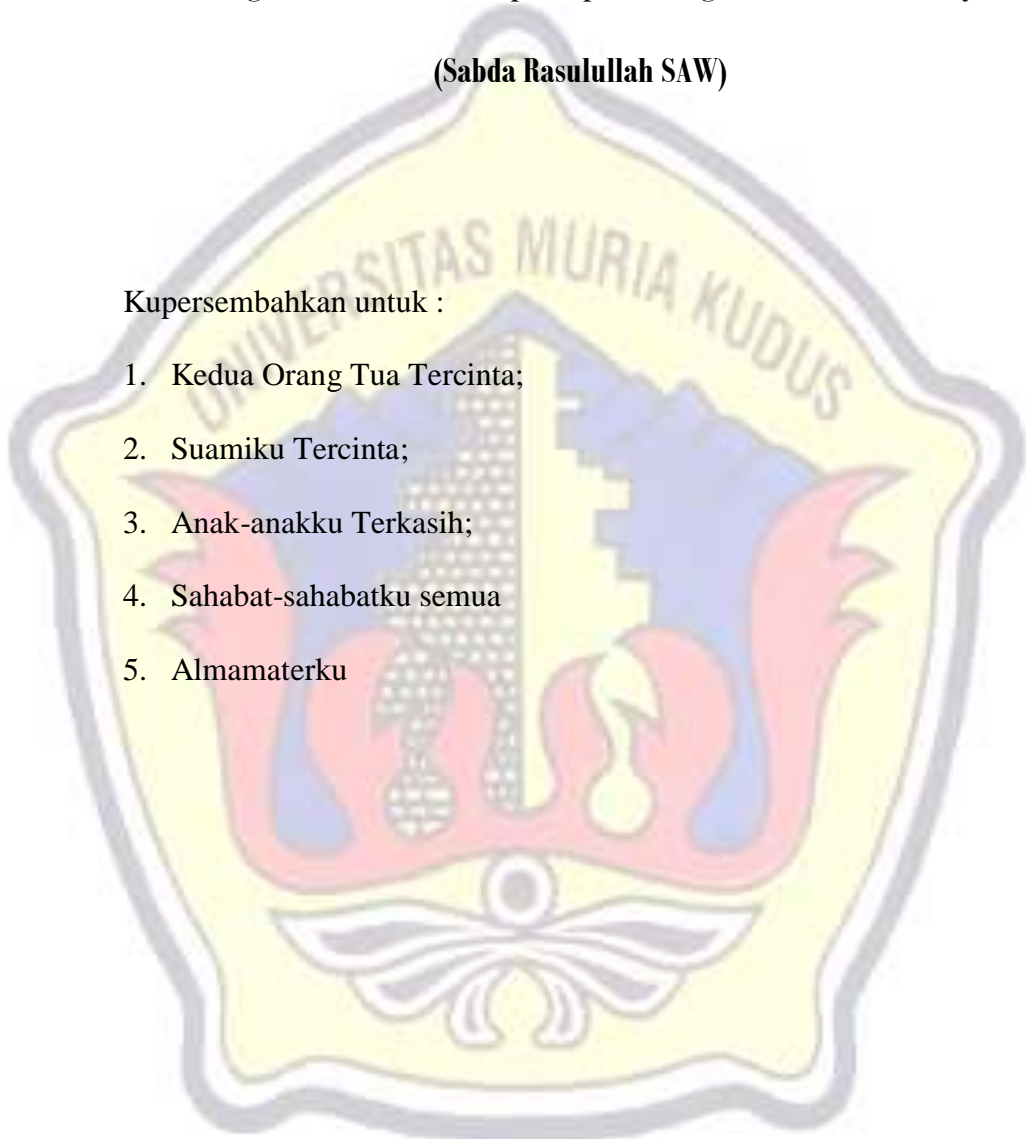 (Sabda Rasulullah SAW)
UNIVERSITAS MURIA KUDUS
Kupersembahkan untuk :
1. Kedua Orang Tua Tercinta;
2. Suamiku Tercinta;
3. Anak-anakku Terkasih;
4. Sahabat-sahabatku semua
5. Almamaterku